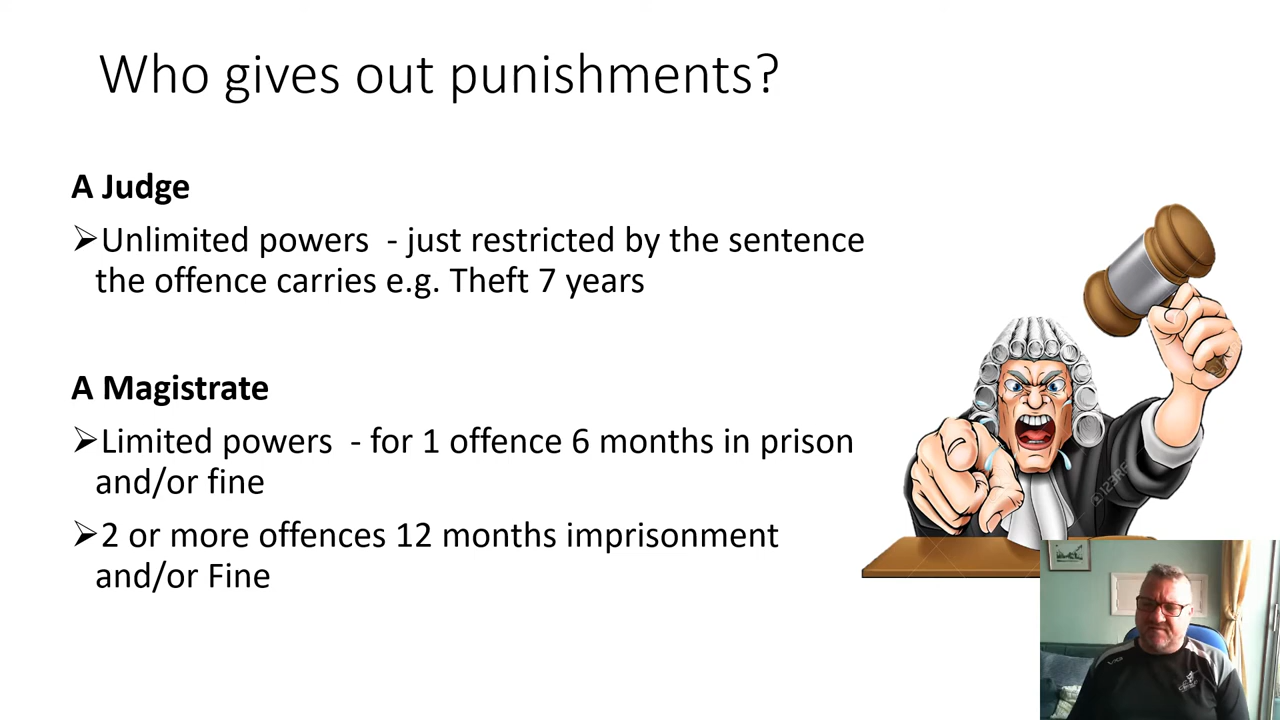 Who gives out punishments?
A Judge
➢Unlimited powers - just restricted by the sentence
the offence carries e.g. Theft 7 years
A Magistrate
➢Limited powers - for 1 offence 6 months in prison
and/or fine
➢2 or more offences 12 months imprisonment
and/or Fine
©123RF